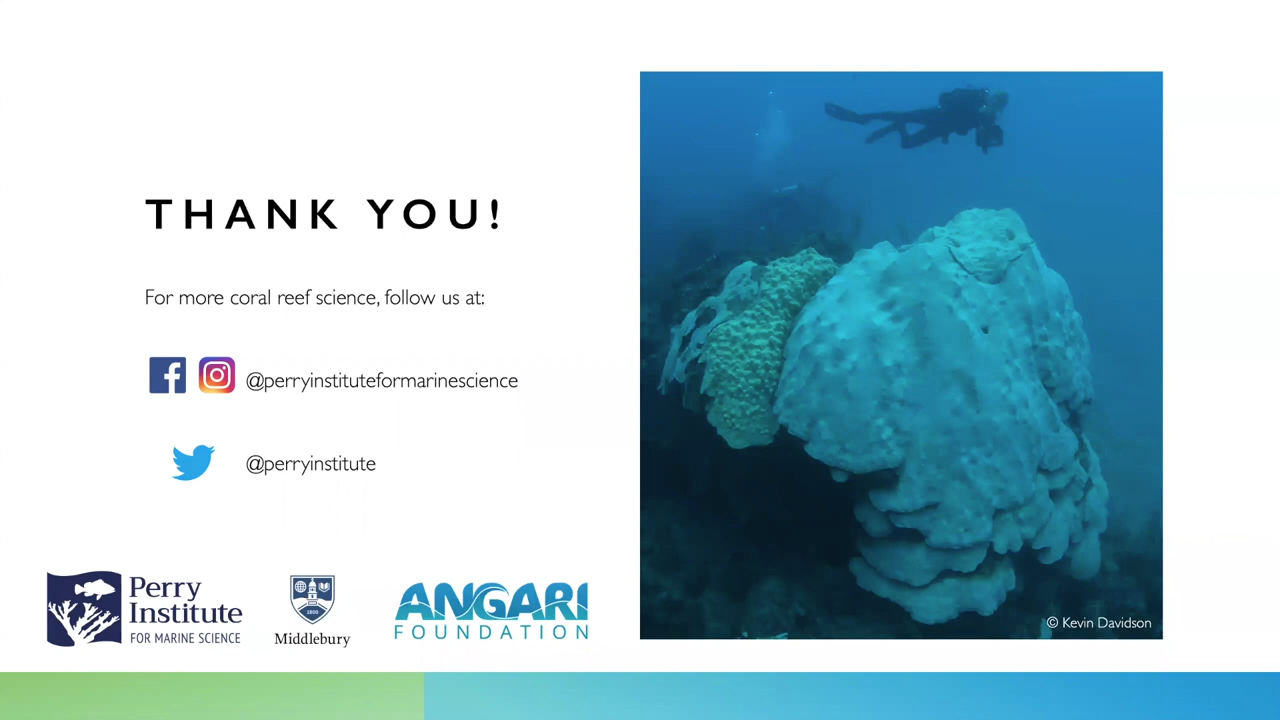 THANK YOU!
For more coral reef science, follow us at:
@perryinstituteformarinescience
@perryinstitute
Perry
Institute
FOR MARINE SCIENCE
1800
Middlebury
ANGARI
FOUNDATION
© Kevin Davidson